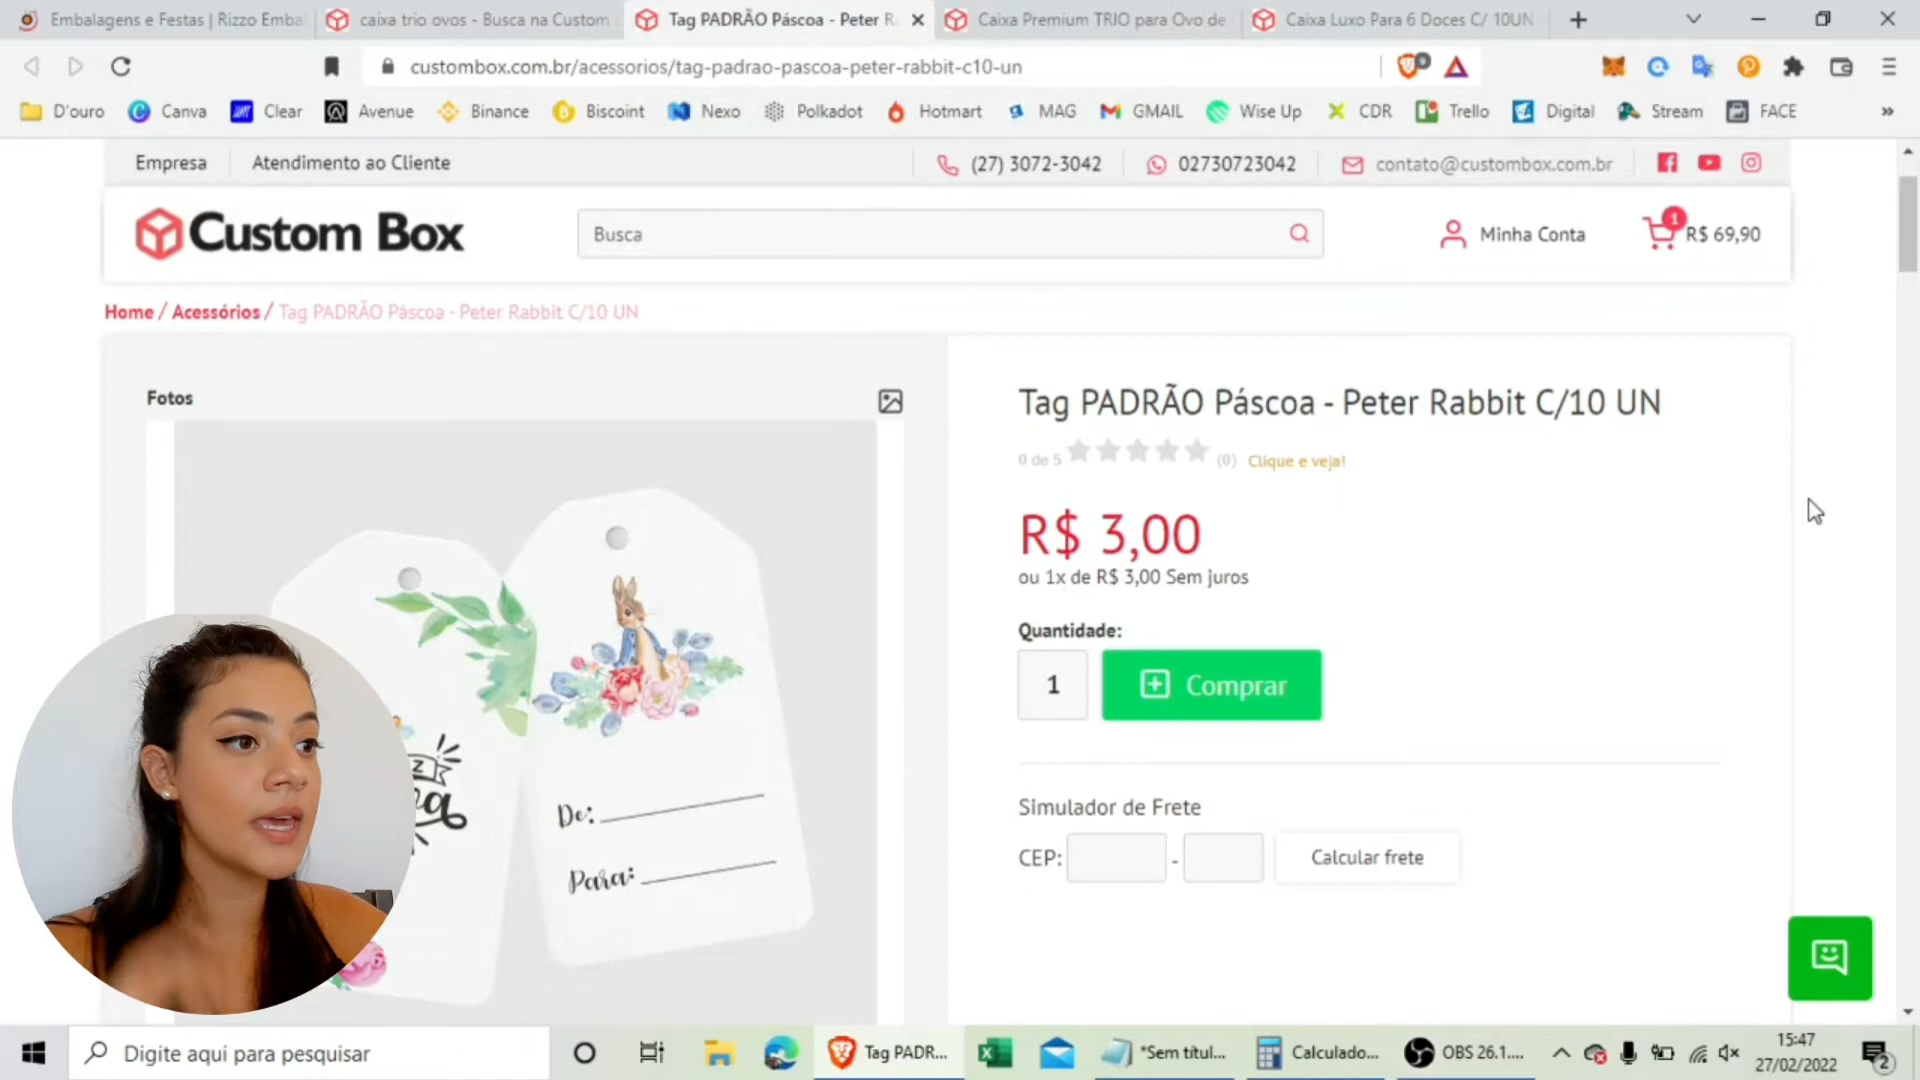 Embalagens e Festas | Rizzo Emba
caixa trio ovos - Busca na Custom
Tag PADRÃO Páscoa - Peter R
Caixa Premium TRIO para Ovo de
Caixa Luxo Para 6 Doces C/ 10UN
custombox.com.br/acessorios/tag-padrao-pascoa-peter-rabbit-c10-un
D'ouro Canva Clear Avenue Binance Biscoint Nexo Polkadot Hotmart MAG GMAIL Wise Up CDR Trello Digital Stream FACE »
Empresa Atendimento ao Cliente (27) 3072-3042 02730723042 contato@custombox.com.br
Custom Box Busca Minha Conta 1 R$ 69,90
Home / Acessórios / Tag PADRÃO Páscoa - Peter Rabbit C/10 UN
Fotos
De:
Para:
Tag PADRÃO Páscoa - Peter Rabbit C/10 UN
0 de 5 (0) Clique e veja!
R$ 3,00
ou 1x de R$ 3,00 Sem juros
Quantidade:
1 Comprar
Simulador de Frete
CEP: - Calcular frete
Digite aqui para pesquisar
Tag PADR...
*Sem títul...
Calculado...
OBS 26.1....
15:47
27/02/2022
2